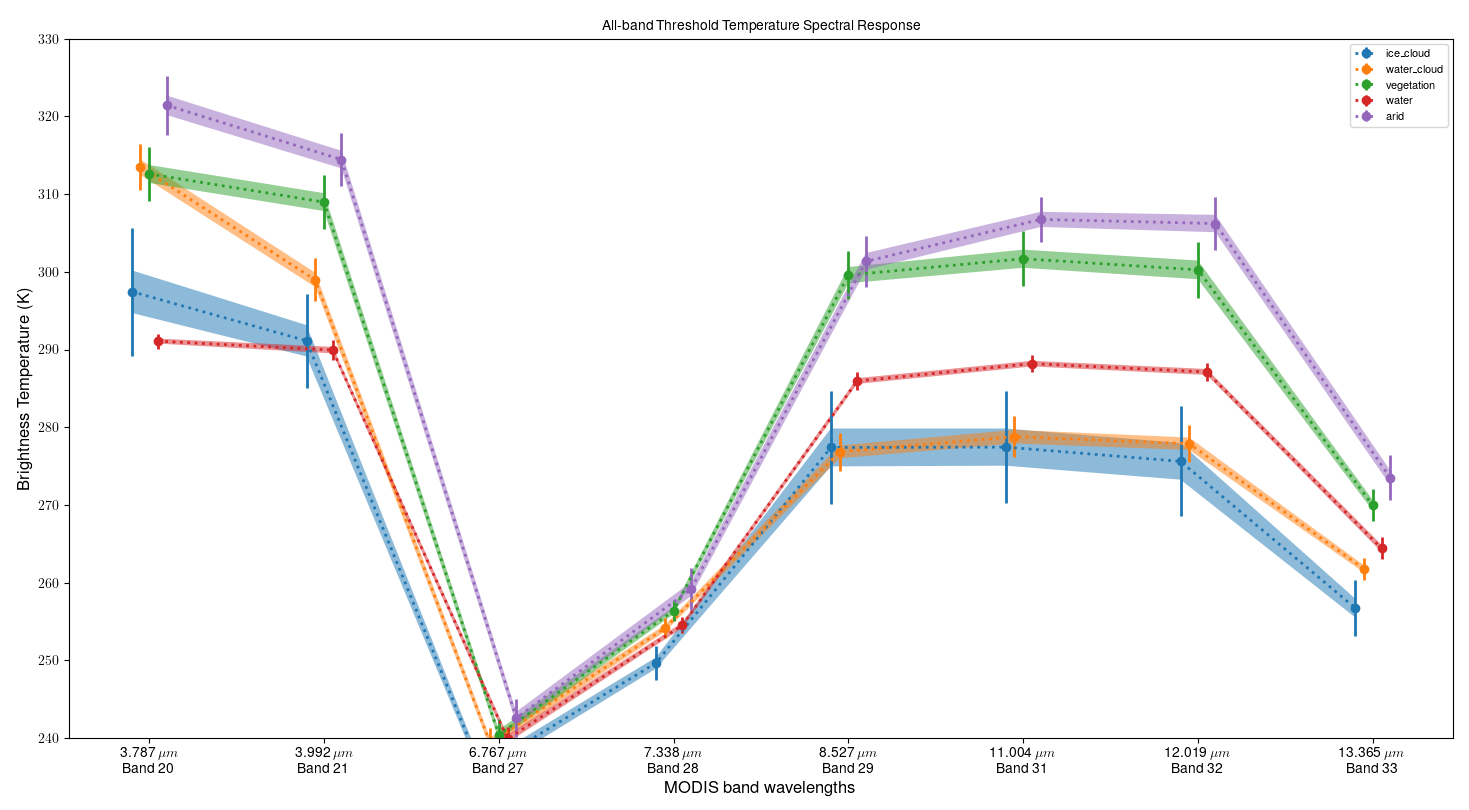 All-band Threshold Temperature Spectral Response
330
320
310
300
290
280
270
260
250
240
Brightness Temperature (K)
ice_cloud
water_cloud
vegetation
water
arid
3.787 μm 3.992 μm 6.767 μm 7.338 μm 8.527 μm 11.004 μm 12.019 μm 13.365 μm
Band 20 Band 21 Band 27 Band 28 Band 29 Band 31 Band 32 Band 33
MODIS band wavelengths